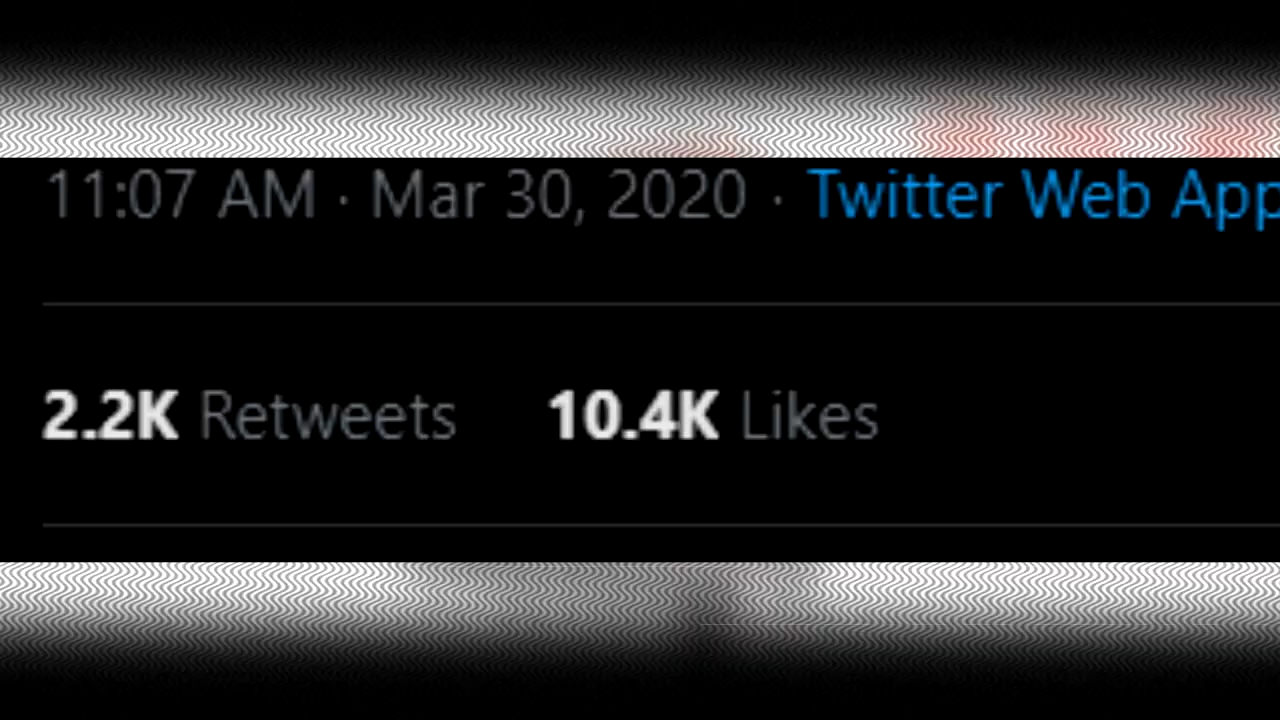 11:07 AM · Mar 30, 2020 · Twitter Web App
2.2K Retweets 10.4K Likes